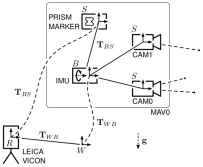 PRISM
MARKER
S
S
CAM1
T_BS
B
IMU
S
CAM0
MAV0
T_RS
T_WB
R
T_WR
W
g
LEICA
VICON